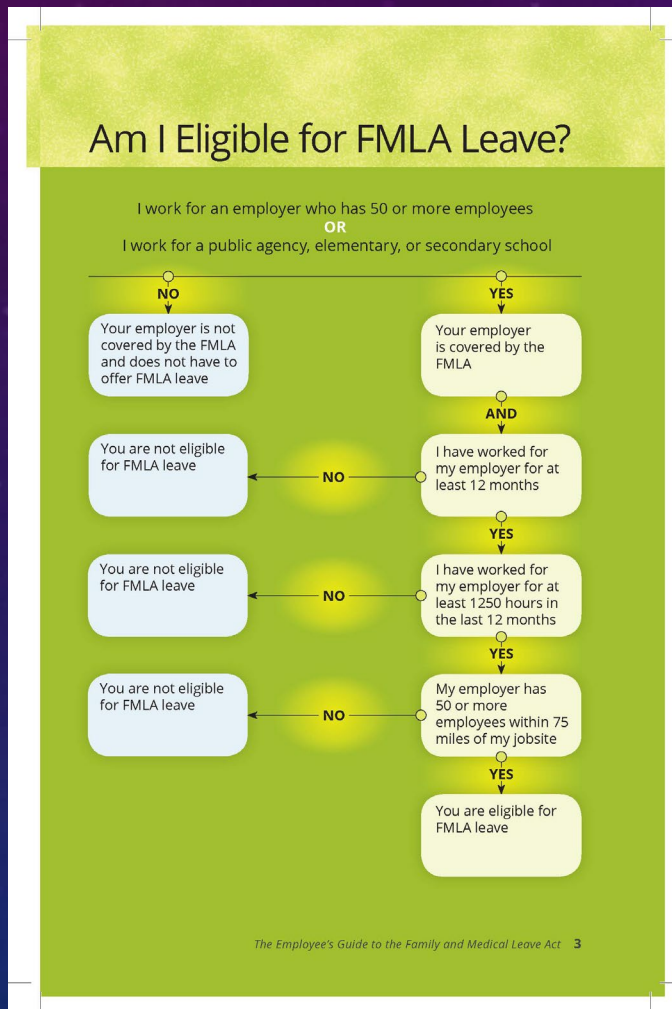 Am I Eligible for FMLA Leave?
I work for an employer who has 50 or more employees
OR
I work for a public agency, elementary, or secondary school
NO
YES
Your employer is not
covered by the FMLA
and does not have to
offer FMLA leave
Your employer
is covered by the
FMLA
AND
You are not eligible
for FMLA leave
NO
I have worked for
my employer for at
least 12 months
YES
You are not eligible
for FMLA leave
NO
I have worked for
my employer for at
least 1250 hours in
the last 12 months
YES
You are not eligible
for FMLA leave
NO
My employer has
50 or more
employees within 75
miles of my jobsite
YES
You are eligible for
FMLA leave
The Employee's Guide to the Family and Medical Leave Act 3